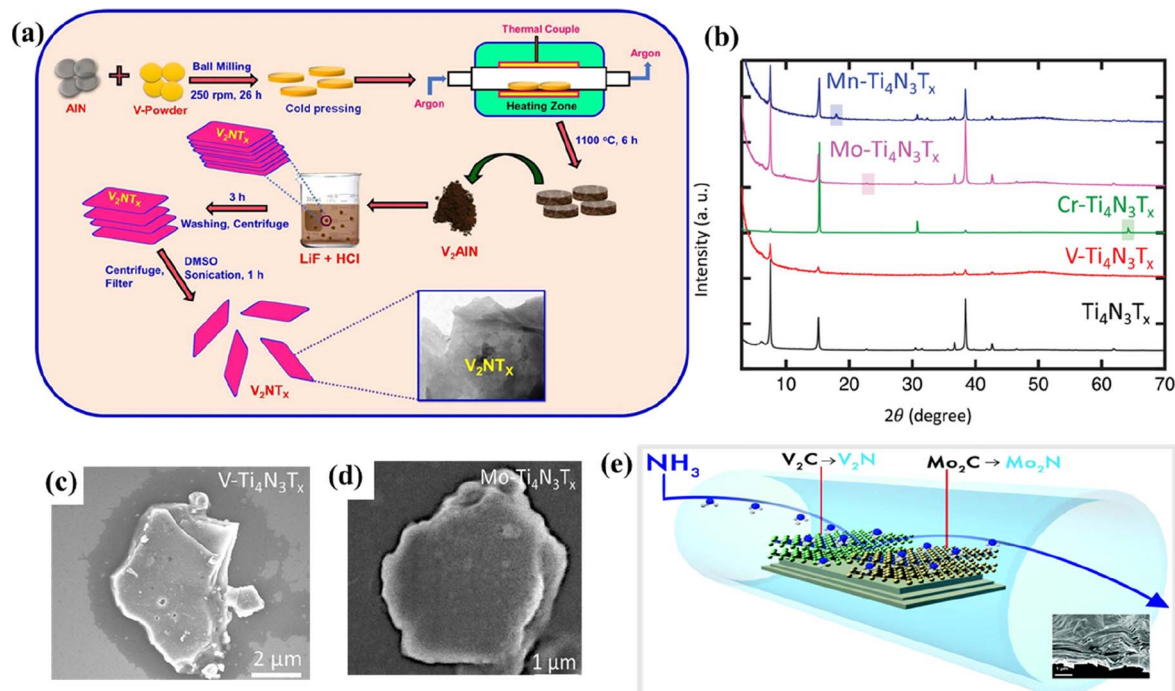 (a)
Thermal Couple
Argon
Argon
Heating Zone
AlN
V-Powder
Ball Milling
250 rpm, 26 h
Cold pressing
1100 °C, 6 h
V₂AlN
LiF + HCl
V₂NTₓ
3 h
Washing, Centrifuge
V₂NTₓ
Centrifuge,
Filter
DMSO
Sonication, 1 h
V₂NTₓ
V₂NTₓ
(b)
Mn-Ti₄N₃Tₓ
Mo-Ti₄N₃Tₓ
Cr-Ti₄N₃Tₓ
V-Ti₄N₃Tₓ
Ti₄N₃Tₓ
Intensity (a. u.)
10 20 30 40 50 60 70
2θ (degree)
(c)
V-Ti₄N₃Tₓ
2 μm
(d)
Mo-Ti₄N₃Tₓ
1 μm
(e)
NH₃
V₂C→V₂N
Mo₂C→Mo₂N